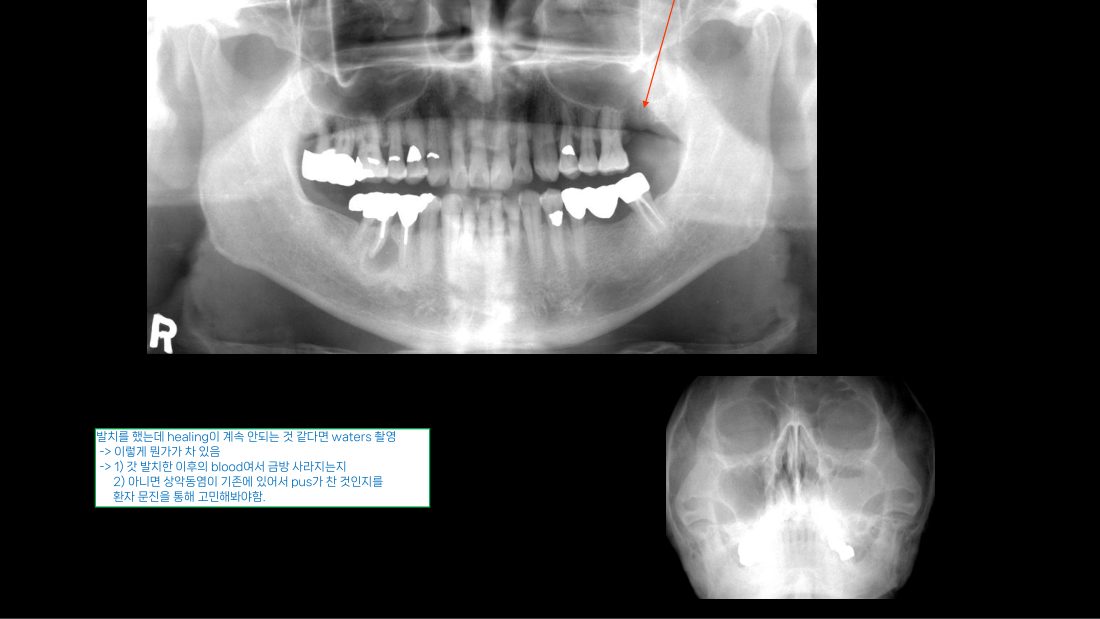 R
발치를 했는데 healing이 계속 안되는 것 같다면 waters 촬영
-> 이렇게 뭔가가 차 있음
-> 1) 갓 발치한 이후의 blood여서 금방 사라지는지
2) 아니면 상악동염이 기존에 있어서 pus가 찬 것인지를
환자 문진을 통해 고민해봐야함.